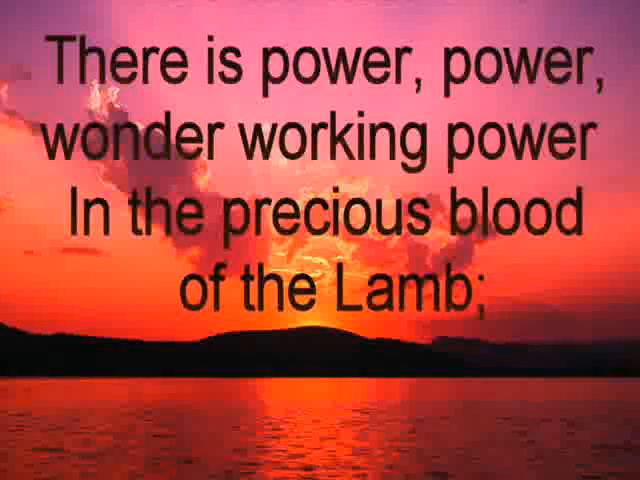 There is power, power,
wonder working power
In the precious blood
of the Lamb;